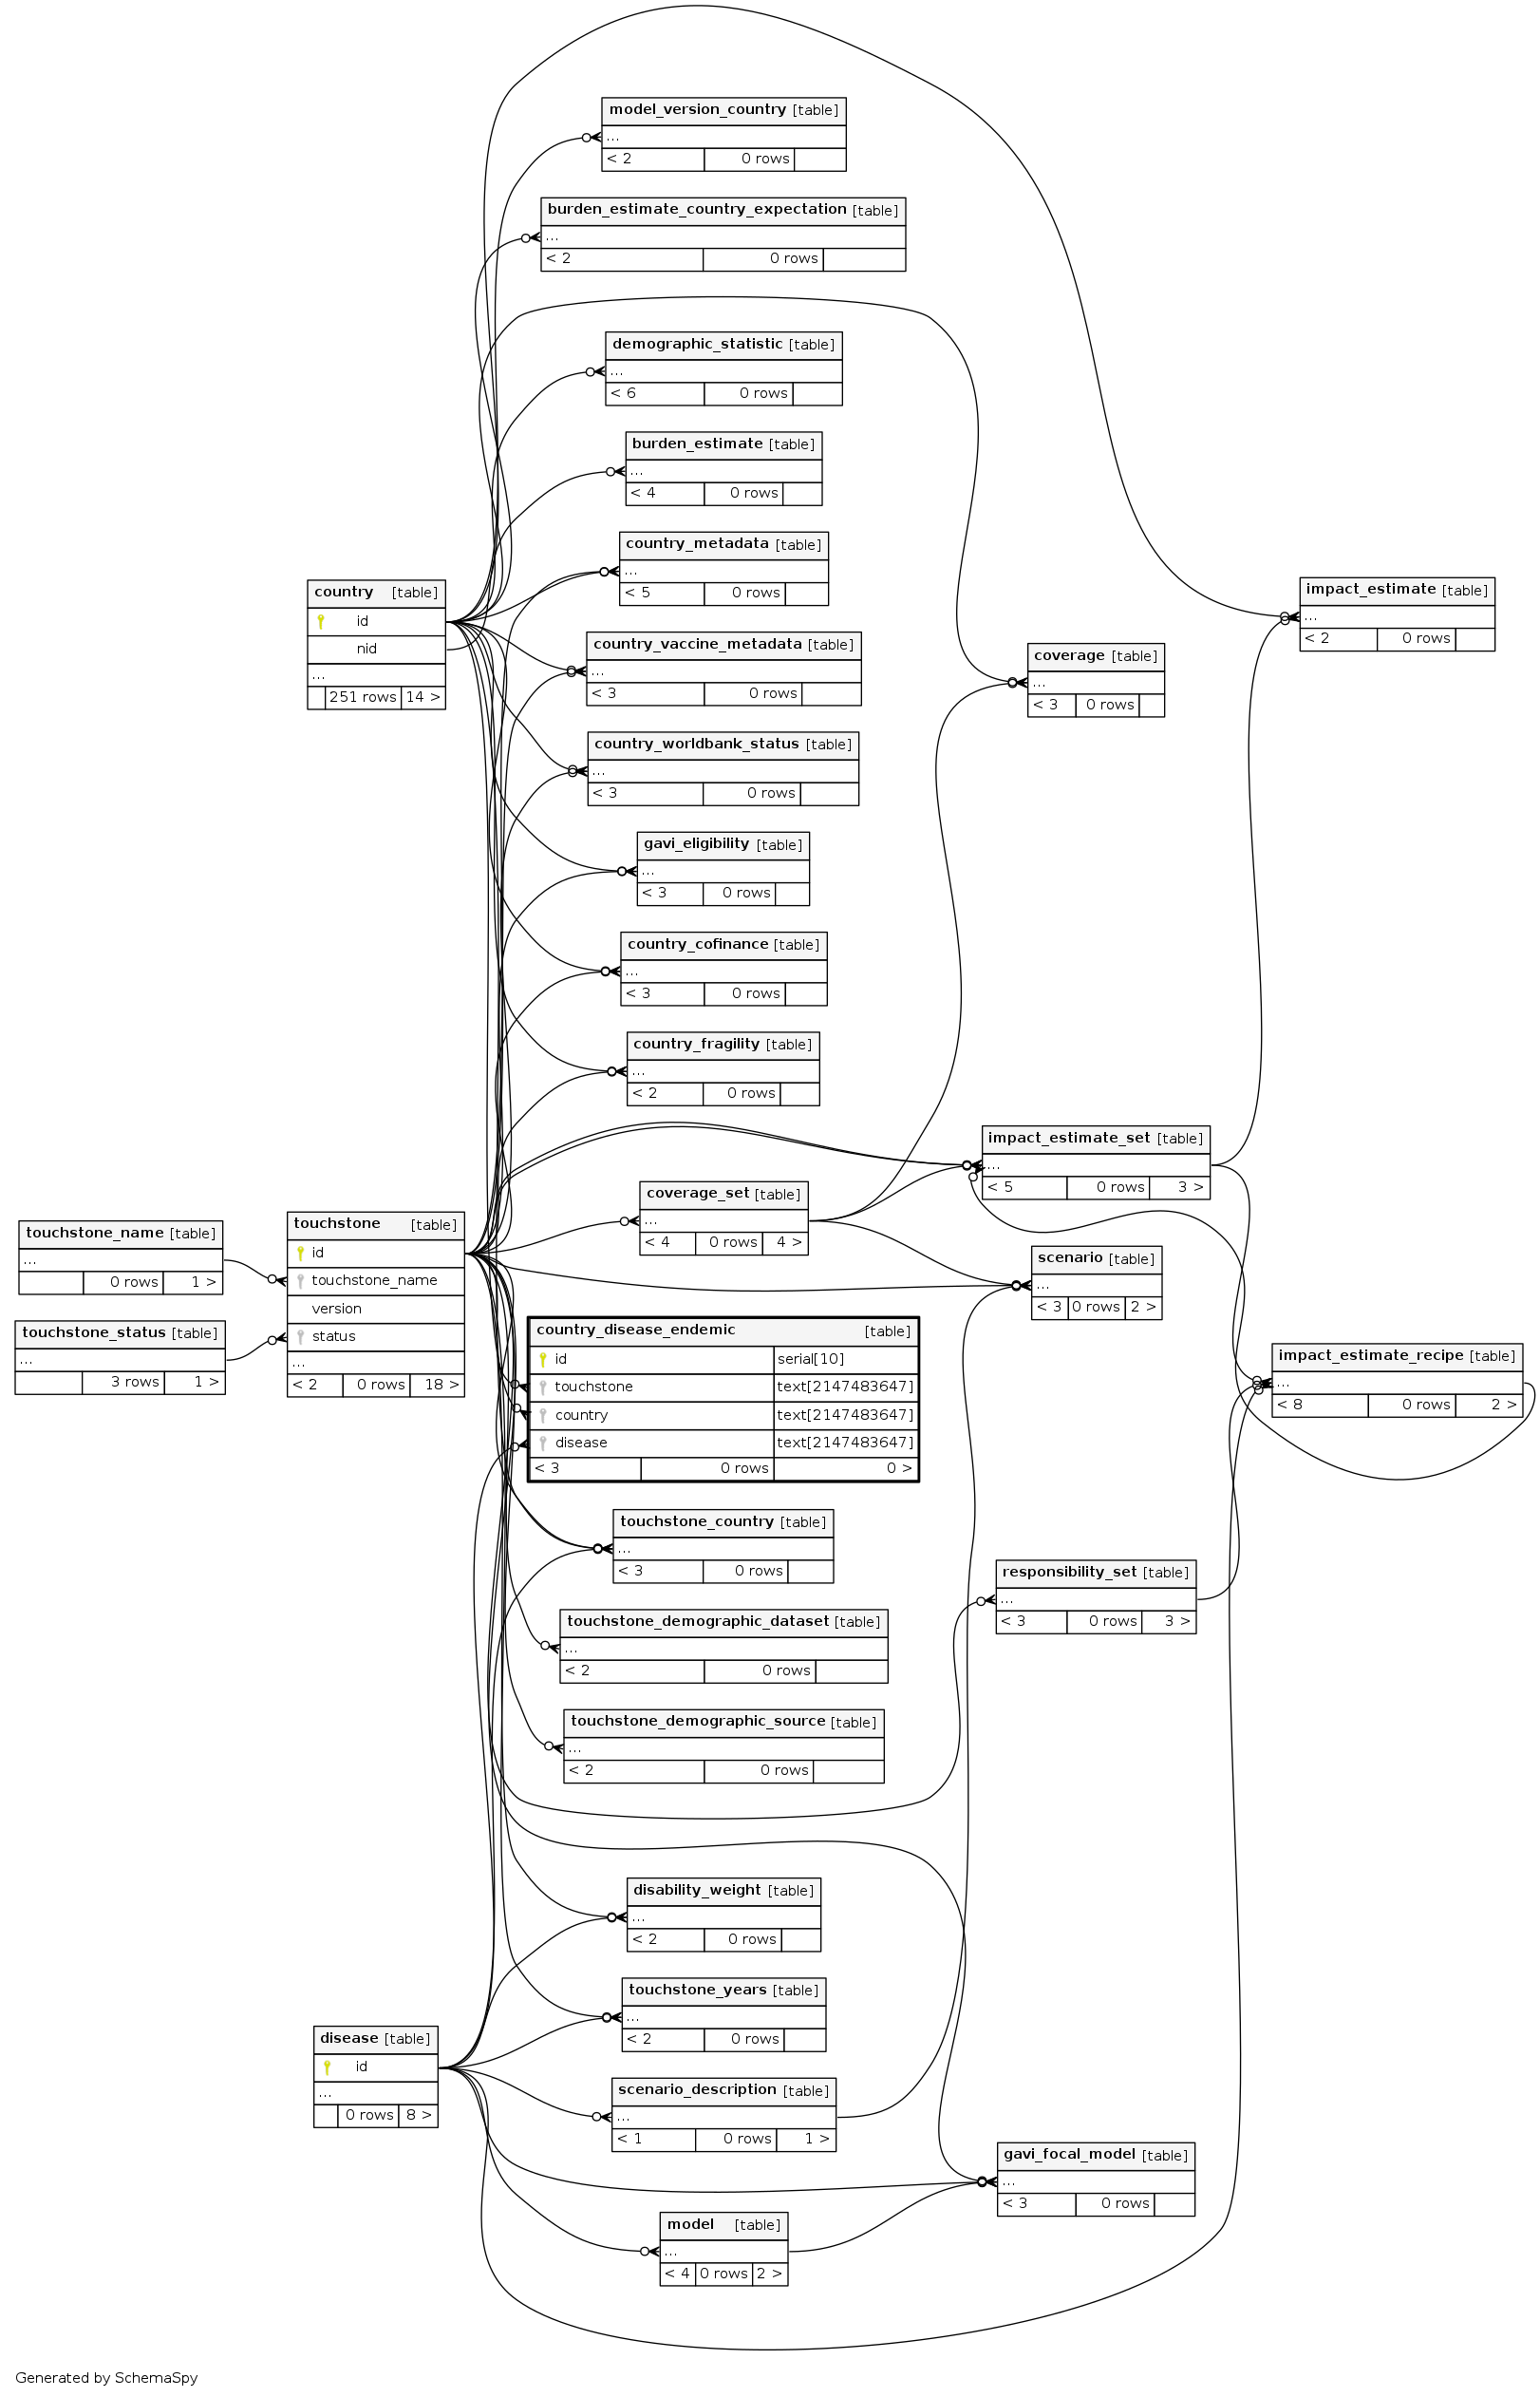 model_version_country [table]
...
< 2 0 rows
burden_estimate_country_expectation [table]
...
< 2 0 rows
demographic_statistic [table]
...
< 6 0 rows
burden_estimate [table]
...
< 4 0 rows
country_metadata [table]
...
< 5 0 rows
country [table]
id
nid
...
251 rows 14 >
impact_estimate [table]
...
< 2 0 rows
country_vaccine_metadata [table]
...
< 3 0 rows
coverage [table]
...
< 3 0 rows
country_worldbank_status [table]
...
< 3 0 rows
gavi_eligibility [table]
...
< 3 0 rows
country_cofinance [table]
...
< 3 0 rows
country_fragility [table]
...
< 2 0 rows
impact_estimate_set [table]
...
< 5 0 rows 3 >
coverage_set [table]
...
< 4 0 rows 4 >
touchstone_name [table]
...
0 rows 1 >
touchstone_status [table]
...
3 rows 1 >
touchstone [table]
id
touchstone_name
version
status
...
< 2 0 rows 18 >
scenario [table]
...
< 3 0 rows 2 >
country_disease_endemic [table]
id serial[10]
touchstone text[2147483647]
country text[2147483647]
disease text[2147483647]
< 3 0 rows 0 >
impact_estimate_recipe [table]
...
< 8 0 rows 2 >
touchstone_country [table]
...
< 3 0 rows
responsibility_set [table]
...
< 3 0 rows 3 >
touchstone_demographic_dataset [table]
...
< 2 0 rows
touchstone_demographic_source [table]
...
< 2 0 rows
disability_weight [table]
...
< 2 0 rows
touchstone_years [table]
...
< 2 0 rows
disease [table]
id
...
0 rows 8 >
scenario_description [table]
...
< 1 0 rows 1 >
gavi_focal_model [table]
...
< 3 0 rows
model [table]
...
< 4 0 rows 2 >
Generated by SchemaSpy